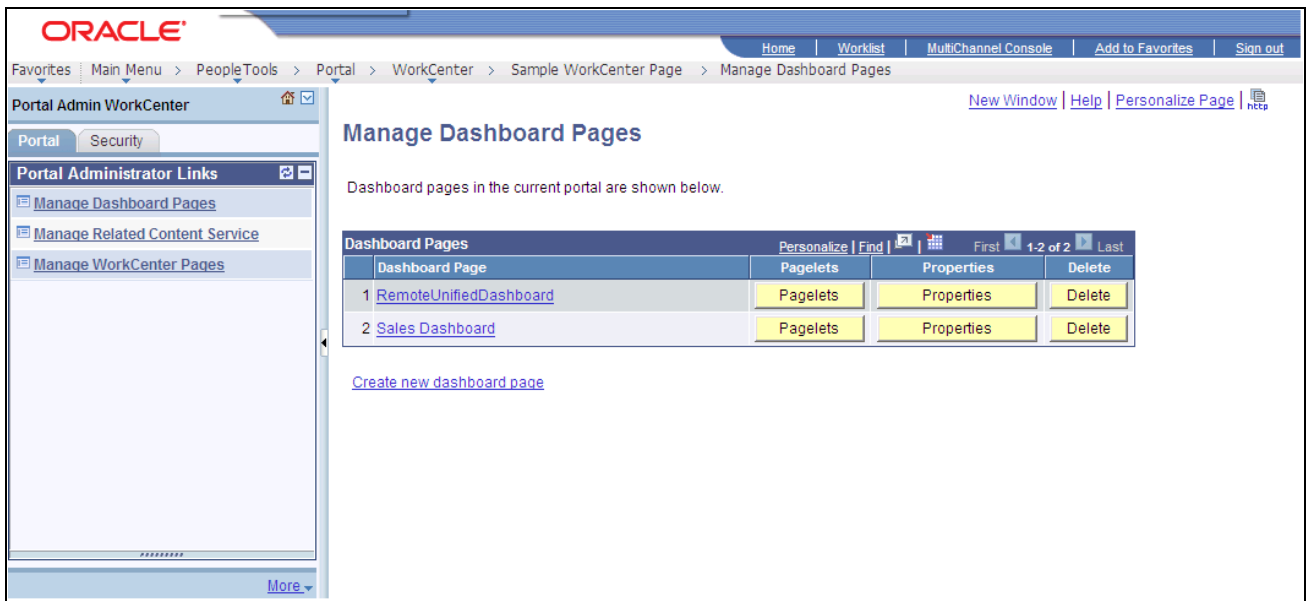 ORACLE
Home | Worklist | MultiChannel Console | Add to Favorites | Sign out
Favorites Main Menu > PeopleTools > Portal > WorkCenter > Sample WorkCenter Page > Manage Dashboard Pages
Portal Admin WorkCenter
New Window | Help | Personalize Page | http
Portal Security
Manage Dashboard Pages
Portal Administrator Links
Manage Dashboard Pages
Manage Related Content Service
Manage WorkCenter Pages
Dashboard pages in the current portal are shown below.
Dashboard Pages Personalize | Find | | First 1-2 of 2 Last
Dashboard Page Pagelets Properties Delete
1 RemoteUnifiedDashboard Pagelets Properties Delete
2 Sales Dashboard Pagelets Properties Delete
Create new dashboard page
More